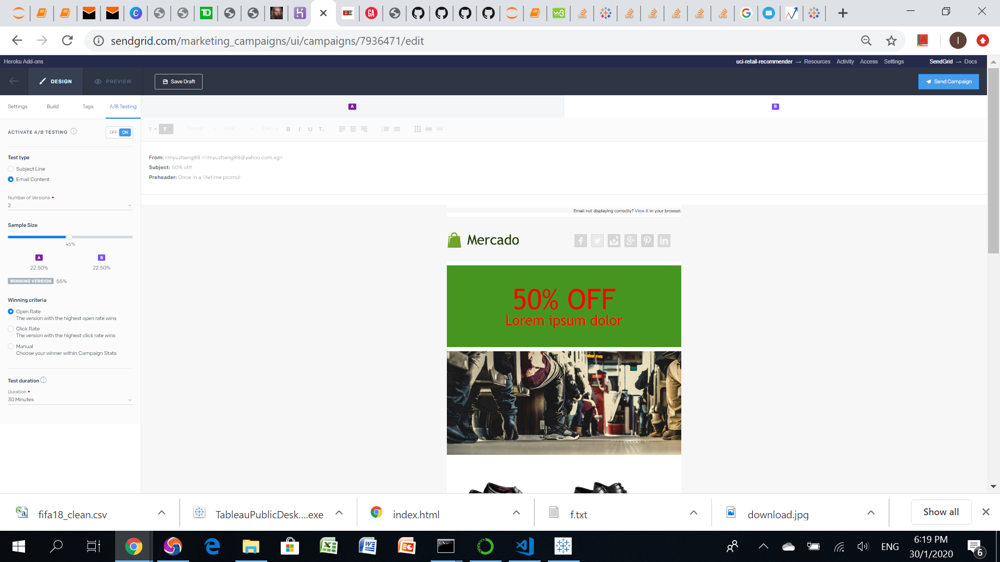 sendgrid.com/marketing_campaigns/ui/campaigns/7936471/edit
Heroku Add-ons
uci-retail-recommender → Resources Activity Access Settings SendGrid → Docs
DESIGN PREVIEW Save Draft Send Campaign
Settings Build Tags A/B Testing
A B
ACTIVATE A/B TESTING OFF ON
Format Font Size
Test type
Subject Line
Email Content
From: limyuzheng88 <limyuzheng88@yahoo.com.sg>
Subject: 50% off!
Preheader: Once in a lifetime promo!
Number of Versions
2
Sample Size
45%
A B
22.50% 22.50%
WINNING VERSION 55%
Winning criteria
Open Rate
The version with the highest open rate wins
Click Rate
The version with the highest click rate wins
Manual
Choose your winner within Campaign Stats
Test duration
Duration
30 Minutes
Email not displaying correctly? View it in your browser.
Mercado
50% OFF
Lorem ipsum dolor
fifa18_clean.csv
TableauPublicDesk....exe
index.html
f.txt
download.jpg
Show all
ENG
6:19 PM
30/1/2020
6